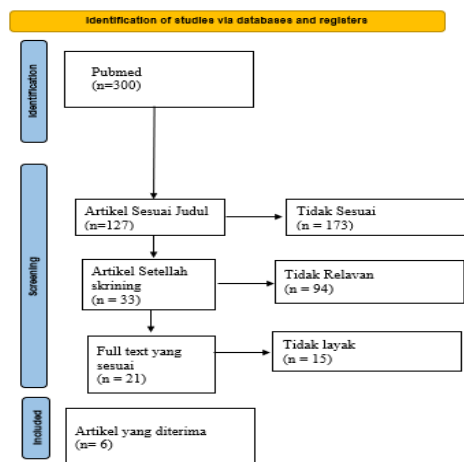 Identification of studies via databases and registers
Identification
Pubmed
(n=300)
Screening
Artikel Sesuai Judul
(n=127)
Tidak Sesuai
(n = 173)
Artikel Setellah
skrining
(n = 33)
Tidak Relavan
(n = 94)
Full text yang
sesuai
(n = 21)
Tidak layak
(n = 15)
Included
Artikel yang diterima
(n= 6)